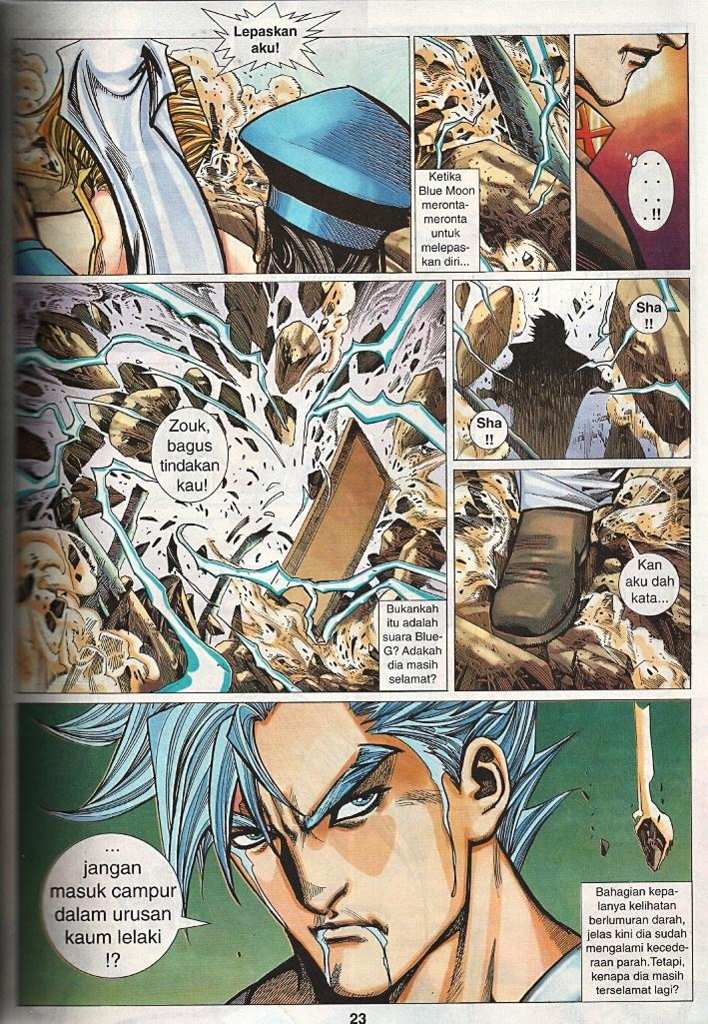 Lepaskan
aku!
Ketika
Blue Moon
meronta-
meronta
untuk
melepas-
kan diri...
. .
. .
. .
. !!
Zouk,
bagus
tindakan
kau!
Bukankah
itu adalah
suara Blue-
G? Adakah
dia masih
selamat?
Sha
!!
Sha
!!
Kan
aku dah
kata...
...
jangan
masuk campur
dalam urusan
kaum lelaki
!?
Bahagian kepa-
lanya kelihatan
berlumuran darah,
jelas kini dia sudah
mengalami kecede-
raan parah.Tetapi,
kenapa dia masih
terselamat lagi?
23